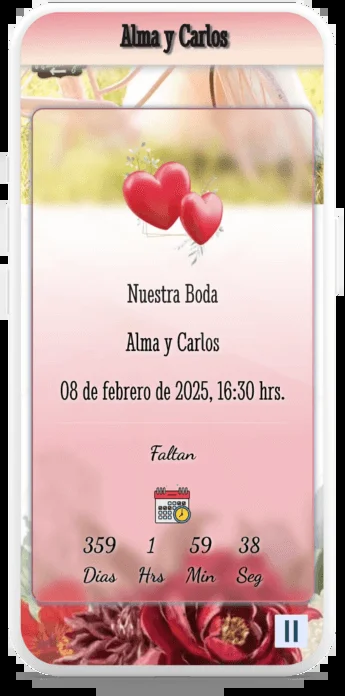 Alma y Carlos
Nuestra Boda
Alma y Carlos
08 de febrero de 2025, 16:30 hrs.
Faltan
359 1 59 38
Dias Hrs Min Seg